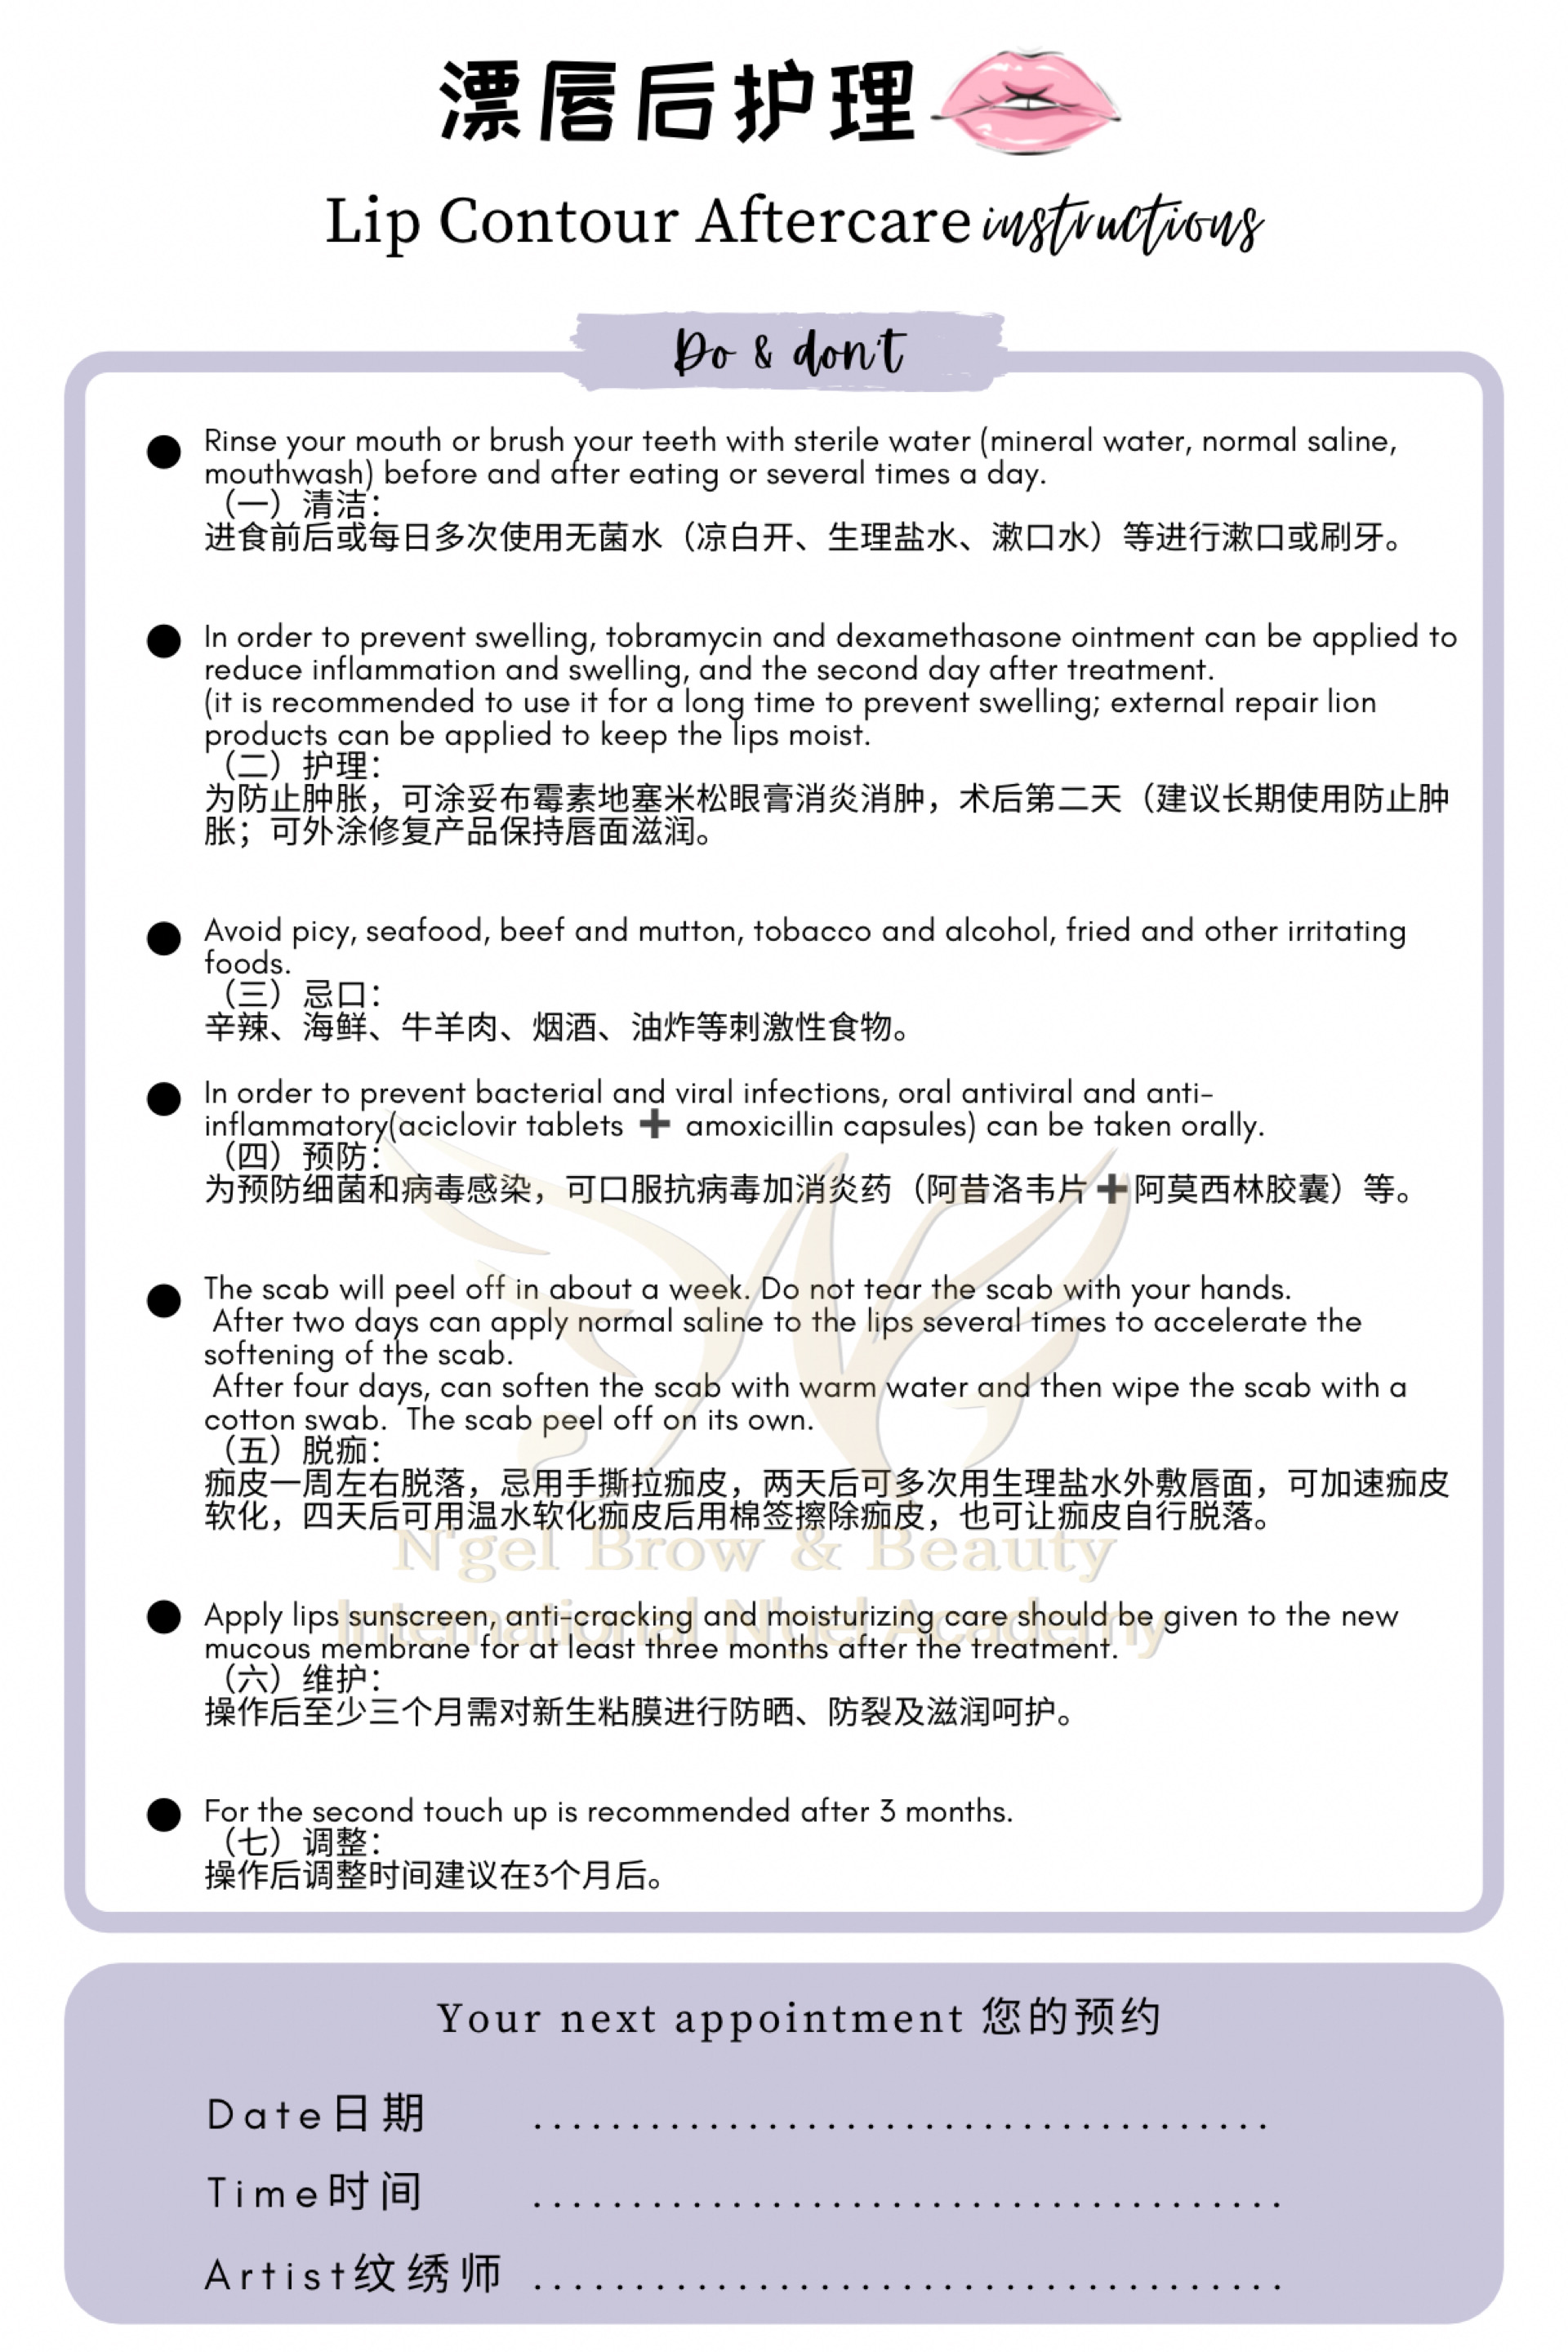 漂唇后护理
Lip Contour Aftercare instructions
Do & don't
Rinse your mouth or brush your teeth with sterile water (mineral water, normal saline,
mouthwash) before and after eating or several times a day.
（一）清洁：
进食前后或每日多次使用无菌水（凉白开、生理盐水、漱口水）等进行漱口或刷牙。
In order to prevent swelling, tobramycin and dexamethasone ointment can be applied to
reduce inflammation and swelling, and the second day after treatment.
(it is recommended to use it for a long time to prevent swelling; external repair lion
products can be applied to keep the lips moist.
（二）护理：
为防止肿胀，可涂妥布霉素地塞米松眼膏消炎消肿，术后第二天（建议长期使用防止肿
胀；可外涂修复产品保持唇面滋润。
Avoid picy, seafood, beef and mutton, tobacco and alcohol, fried and other irritating
foods.
（三）忌口：
辛辣、海鲜、牛羊肉、烟酒、油炸等刺激性食物。
In order to prevent bacterial and viral infections, oral antiviral and anti-
inflammatory(aciclovir tablets ➕ amoxicillin capsules) can be taken orally.
（四）预防：
为预防细菌和病毒感染，可口服抗病毒加消炎药（阿昔洛韦片➕阿莫西林胶囊）等。
The scab will peel off in about a week. Do not tear the scab with your hands.
After two days can apply normal saline to the lips several times to accelerate the
softening of the scab.
After four days, can soften the scab with warm water and then wipe the scab with a
cotton swab. The scab peel off on its own.
（五）脱痂：
痂皮一周左右脱落，忌用手撕拉痂皮，两天后可多次用生理盐水外敷唇面，可加速痂皮
软化，四天后可用温水软化痂皮后用棉签擦除痂皮，也可让痂皮自行脱落。
N'gel Brow & Beauty
International N'gel Academy
Apply lips sunscreen, anti-cracking and moisturizing care should be given to the new
mucous membrane for at least three months after the treatment.
（六）维护：
操作后至少三个月需对新生粘膜进行防晒、防裂及滋润呵护。
For the second touch up is recommended after 3 months.
（七）调整：
操作后调整时间建议在3个月后。
Your next appointment 您的预约
Date日期 ......................................
Time时间 .......................................
Artist纹绣师 .......................................